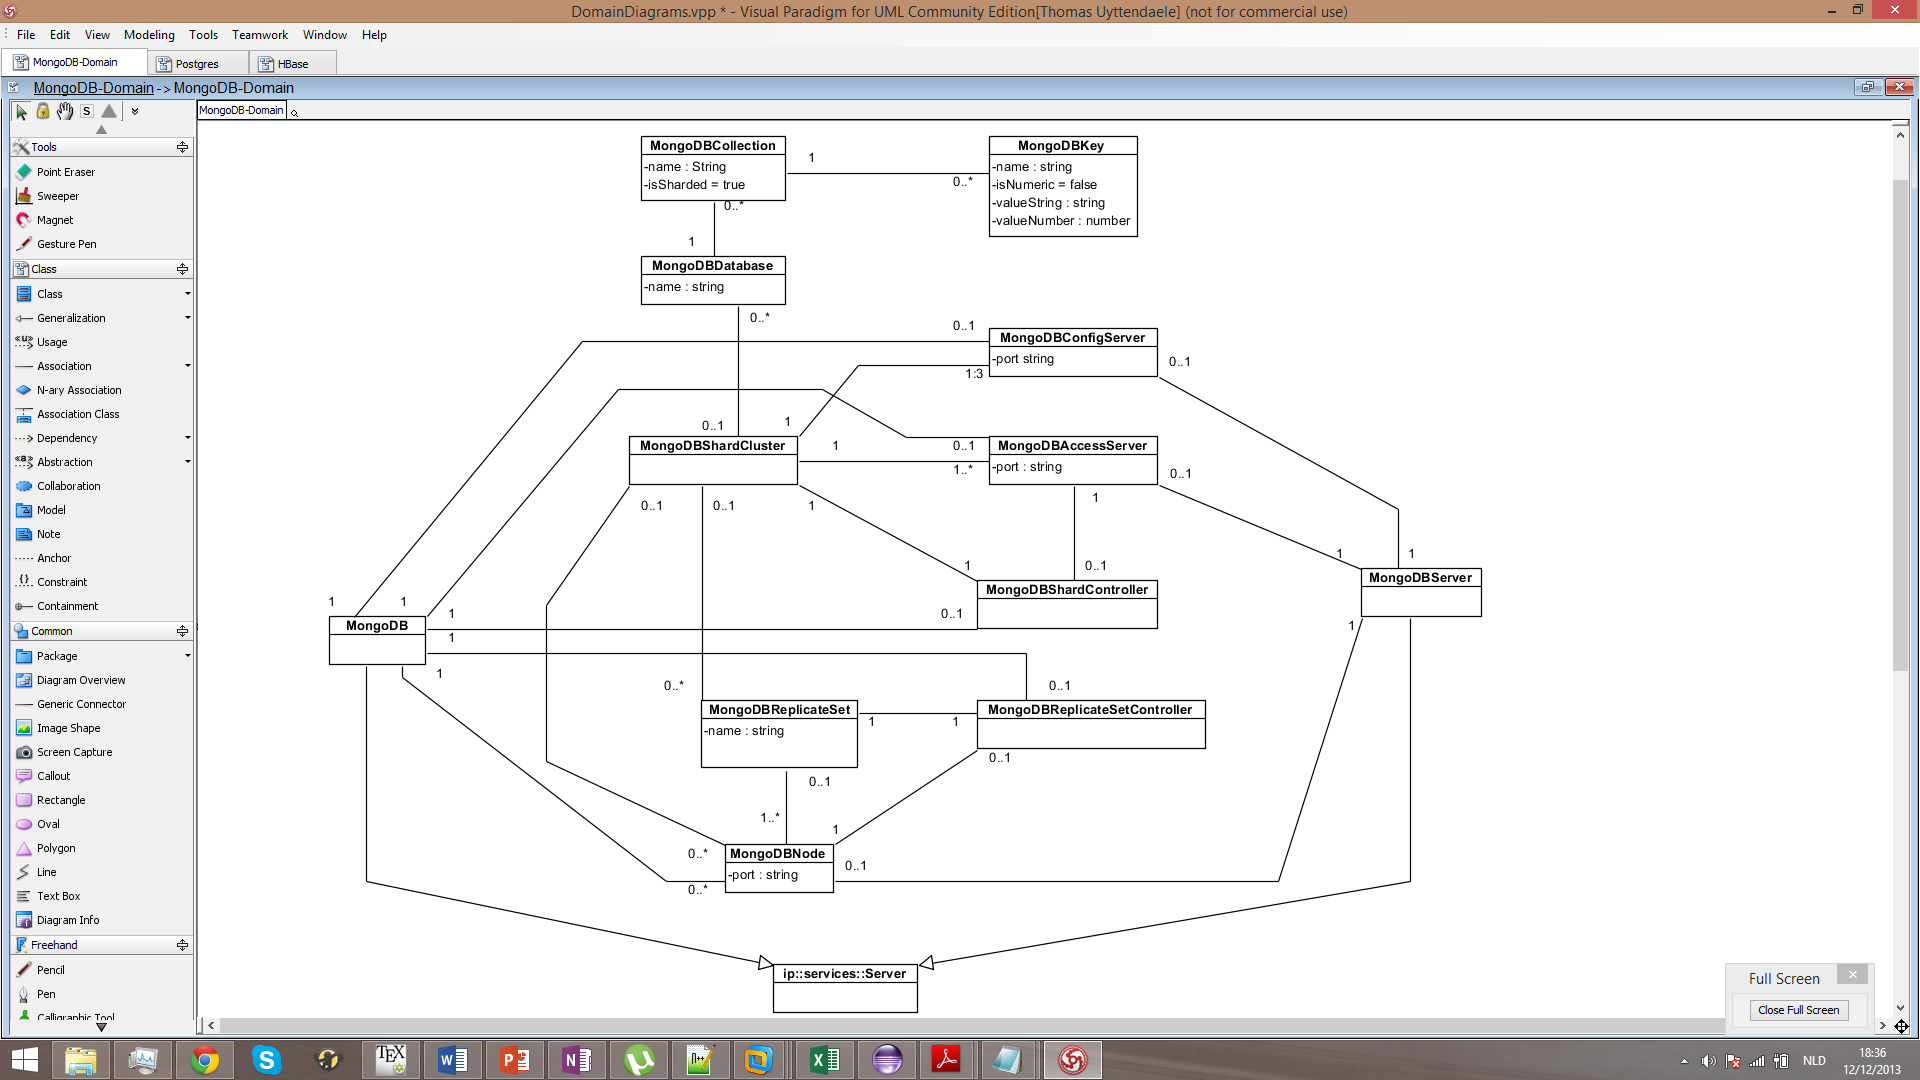 DomainDiagrams.vpp * - Visual Paradigm for UML Community Edition[Thomas Uyttendaele] (not for commercial use)
File Edit View Modeling Tools Teamwork Window Help
MongoDB-Domain Postgres HBase
MongoDB-Domain -> MongoDB-Domain
S
MongoDB-Domain
Tools
Point Eraser
Sweeper
Magnet
Gesture Pen
Class
Class
Generalization
Usage
Association
N-ary Association
Association Class
Dependency
Abstraction
Collaboration
Model
Note
Anchor
Constraint
Containment
Common
Package
Diagram Overview
Generic Connector
Image Shape
Screen Capture
Callout
Rectangle
Oval
Polygon
Line
Text Box
Diagram Info
Freehand
Pencil
Pen
Calligraphic Tool
MongoDBCollection
-name : String
-isSharded = true
1
0..*
MongoDBKey
-name : string
-isNumeric = false
-valueString : string
-valueNumber : number
0..*
1
MongoDBDatabase
-name : string
0..*
0..1
0..1
MongoDBConfigServer
-port string
0..1
1:3
1
MongoDBShardCluster
1
0..1
1..*
MongoDBAccessServer
-port : string
0..1
0..1
0..1
1
1
1
0..1
MongoDBShardController
0..1
1
1
MongoDBServer
1
1
1
1
1
MongoDB
1
1
0..*
0..1
MongoDBReplicateSet
-name : string
1
1
MongoDBReplicateSetController
0..1
0..1
1..*
1
0..*
MongoDBNode
-port : string
0..1
0..*
ip::services::Server
Full Screen
Close Full Screen
NLD
18:36
12/12/2013